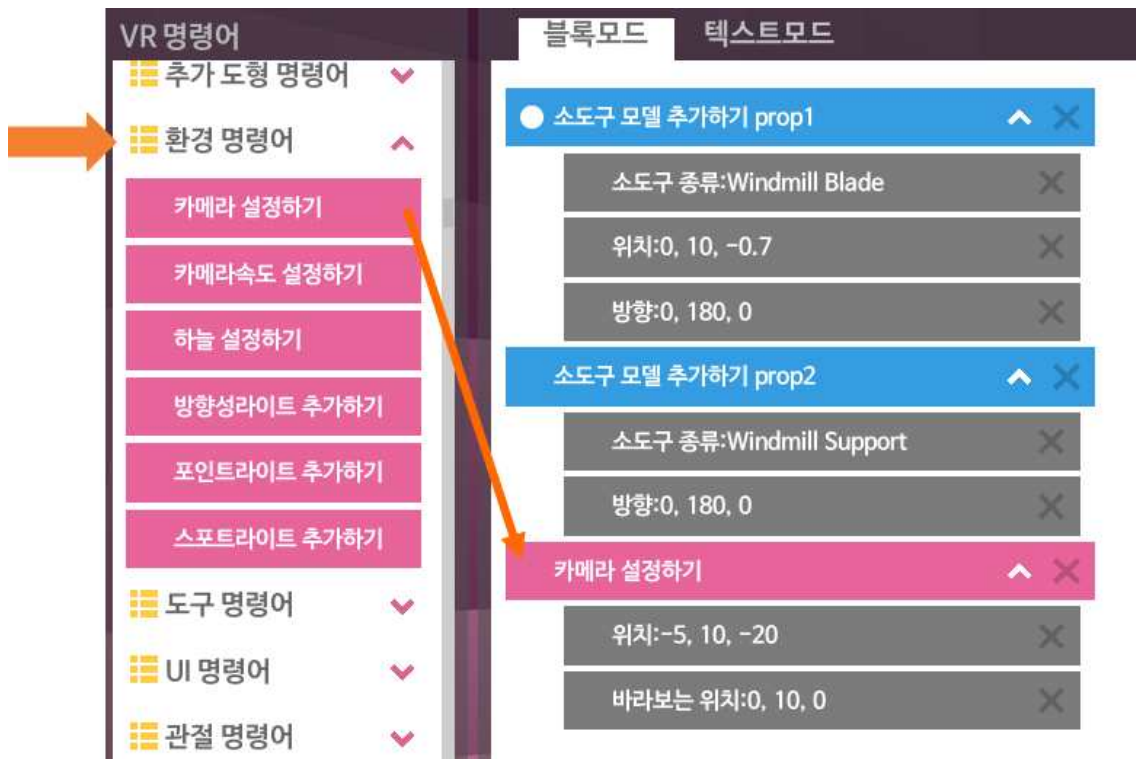 VR 명령어
추가 도형 명령어
환경 명령어
카메라 설정하기
카메라속도 설정하기
하늘 설정하기
방향성라이트 추가하기
포인트라이트 추가하기
스포트라이트 추가하기
도구 명령어
UI 명령어
관절 명령어
블록모드 텍스트모드
소도구 모델 추가하기 prop1
소도구 종류:Windmill Blade
위치:0, 10, -0.7
방향:0, 180, 0
소도구 모델 추가하기 prop2
소도구 종류:Windmill Support
방향:0, 180, 0
카메라 설정하기
위치:-5, 10, -20
바라보는 위치:0, 10, 0